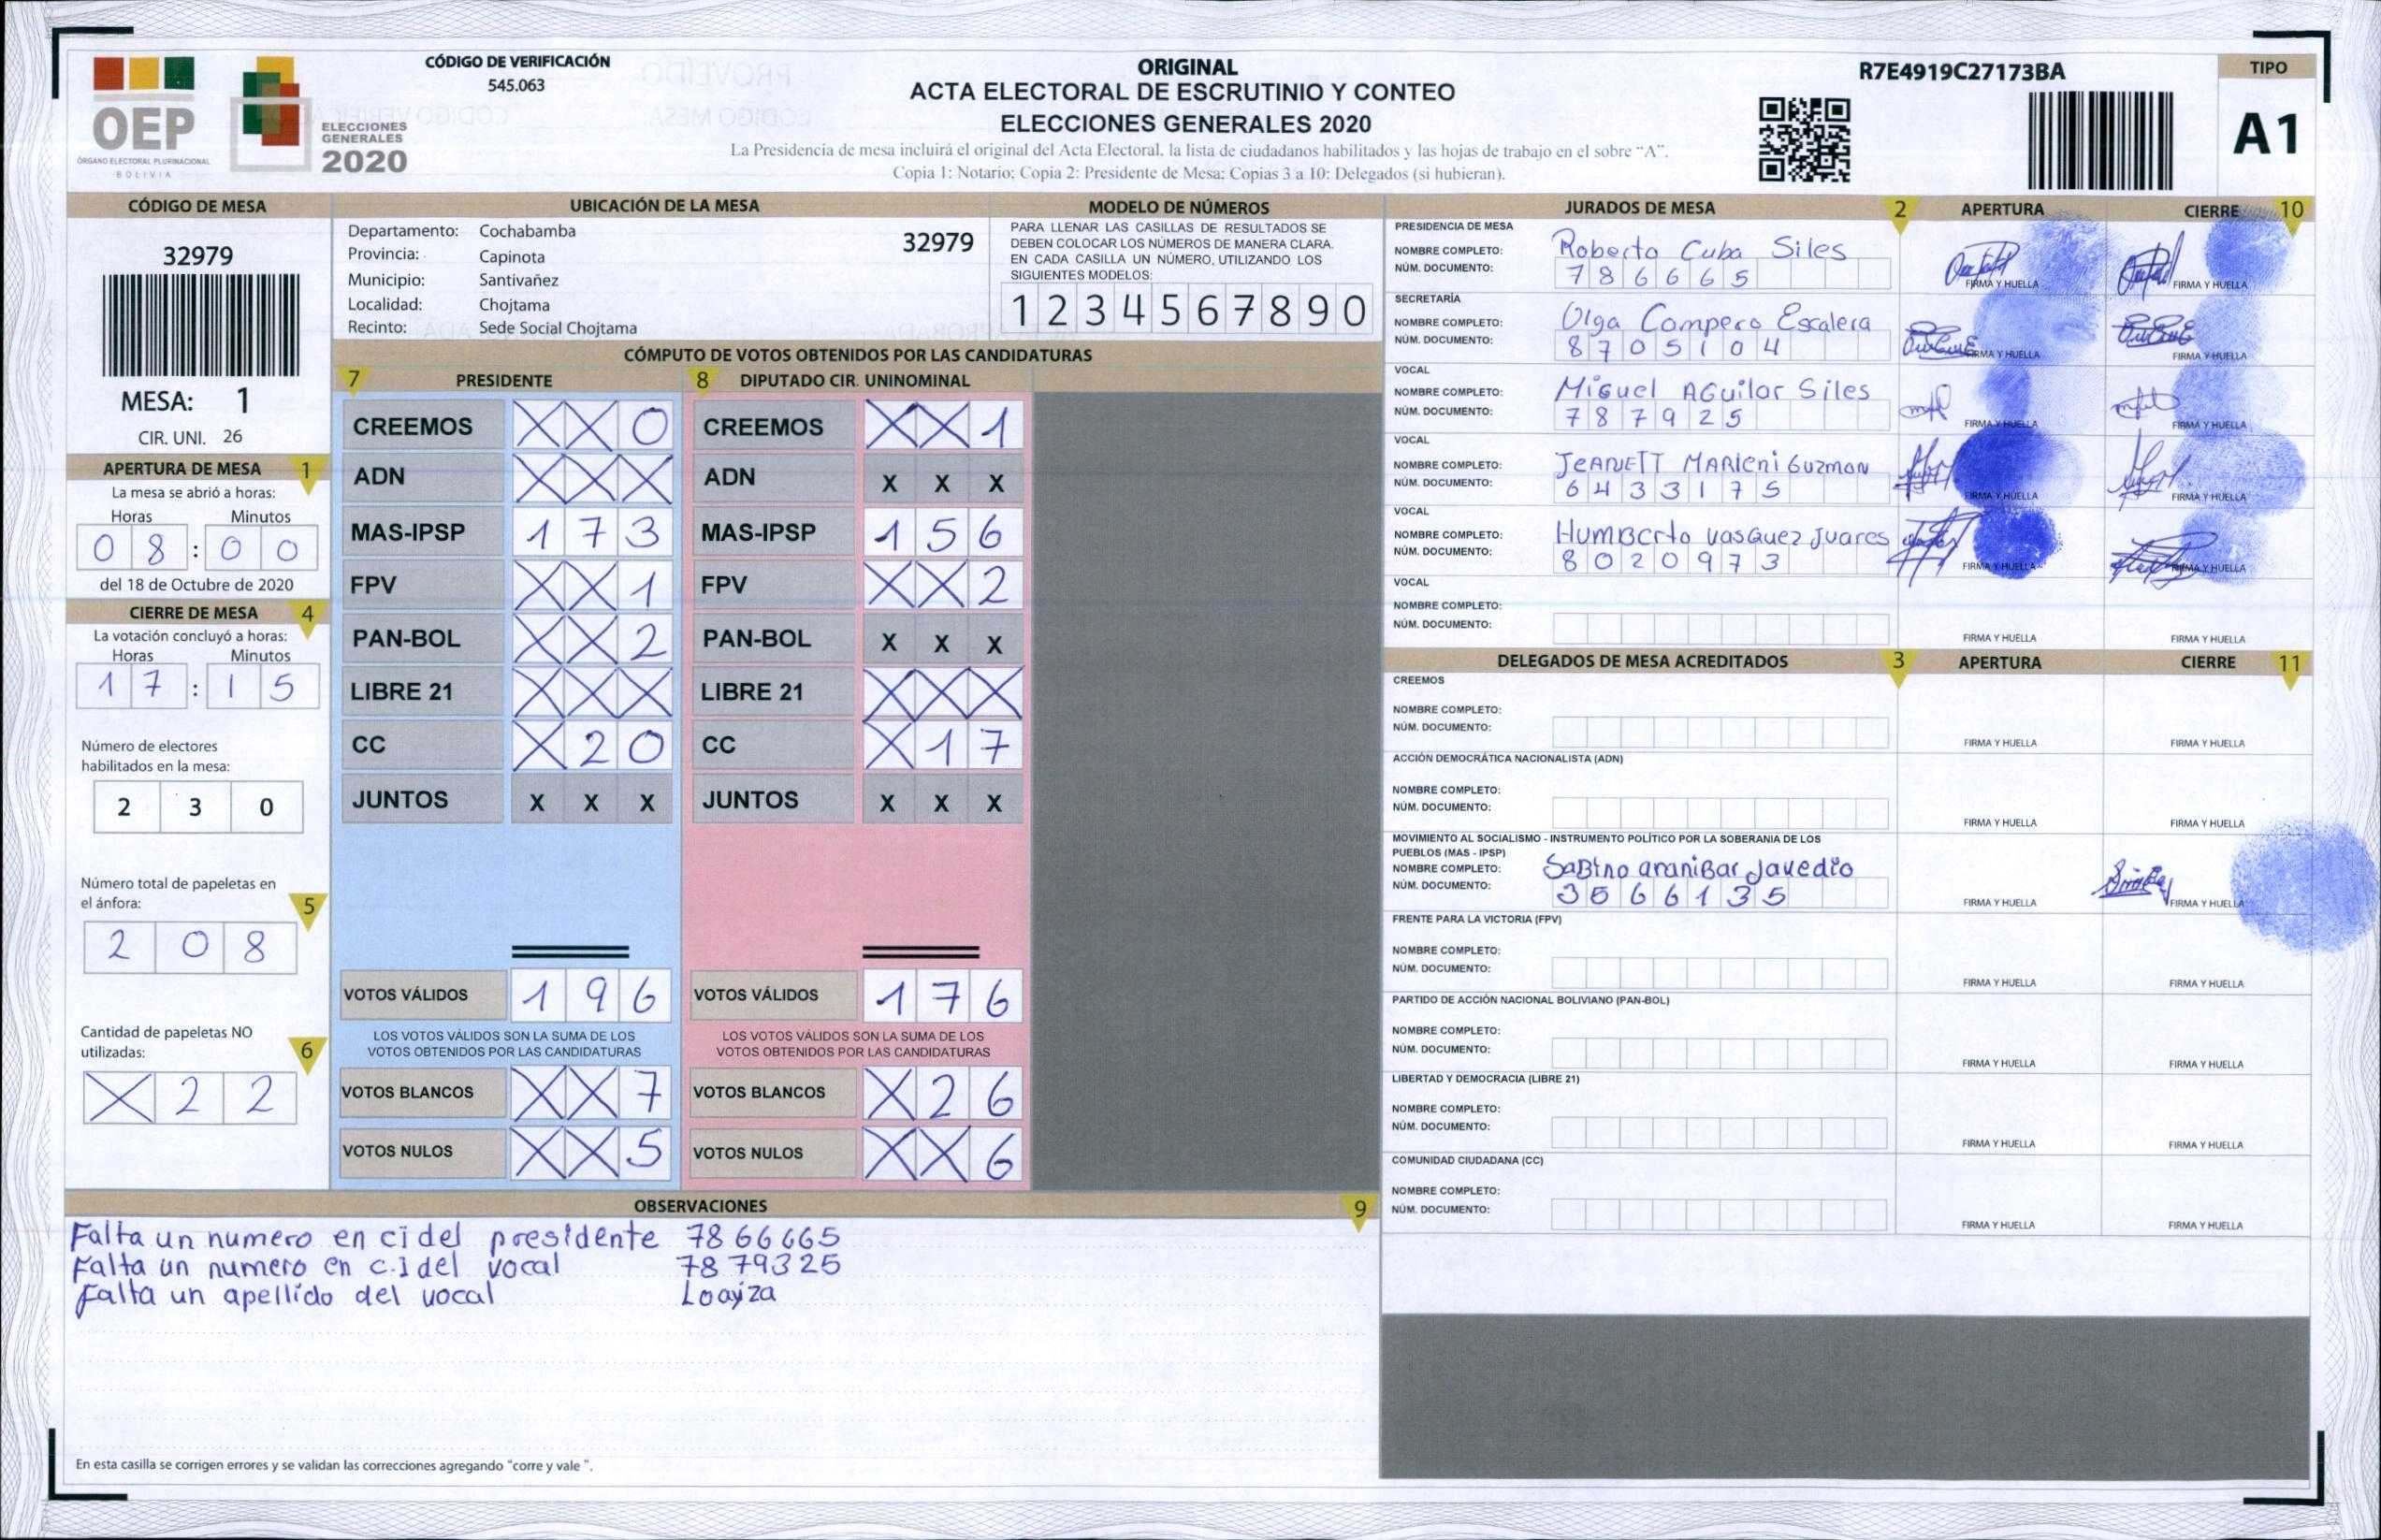 CÓDIGO DE VERIFICACIÓN
545.063
OEP
ÓRGANO ELECTORAL PLURINACIONAL
BOLIVIA
ELECCIONES
GENERALES
2020
ORIGINAL
ACTA ELECTORAL DE ESCRUTINIO Y CONTEO
ELECCIONES GENERALES 2020
La Presidencia de mesa incluirá el original del Acta Electoral, la lista de ciudadanos habilitados y las hojas de trabajo en el sobre "A".
Copia 1: Notario; Copia 2: Presidente de Mesa; Copias 3 a 10: Delegados (si hubieran).
R7E4919C27173BA
TIPO
A1
CÓDIGO DE MESA
32979
MESA: 1
CIR. UNI. 26
APERTURA DE MESA 1
La mesa se abrió a horas:
Horas Minutos
0 8 : 0 0
del 18 de Octubre de 2020
CIERRE DE MESA 4
La votación concluyó a horas:
Horas Minutos
1 7 : 1 5
Número de electores
habilitados en la mesa:
2 3 0
Número total de papeletas en
el ánfora: 5
2 0 8
Cantidad de papeletas NO
utilizadas: 6
X 2 2
UBICACIÓN DE LA MESA
Departamento: Cochabamba 32979
Provincia: Capinota
Municipio: Santivañez
Localidad: Chojtama
Recinto: Sede Social Chojtama
MODELO DE NÚMEROS
PARA LLENAR LAS CASILLAS DE RESULTADOS SE
DEBEN COLOCAR LOS NÚMEROS DE MANERA CLARA.
EN CADA CASILLA UN NÚMERO, UTILIZANDO LOS
SIGUIENTES MODELOS:
1 2 3 4 5 6 7 8 9 0
CÓMPUTO DE VOTOS OBTENIDOS POR LAS CANDIDATURAS
7 PRESIDENTE 8 DIPUTADO CIR. UNINOMINAL
CREEMOS X X 0 CREEMOS X X 1
ADN X X X ADN X X X
MAS-IPSP 1 7 3 MAS-IPSP 1 5 6
FPV X X 1 FPV X X 2
PAN-BOL X X 2 PAN-BOL X X X
LIBRE 21 X X X LIBRE 21 X X X
CC X 2 0 CC X 1 7
JUNTOS X X X JUNTOS X X X
VOTOS VÁLIDOS 1 9 6 VOTOS VÁLIDOS 1 7 6
LOS VOTOS VÁLIDOS SON LA SUMA DE LOS LOS VOTOS VÁLIDOS SON LA SUMA DE LOS
VOTOS OBTENIDOS POR LAS CANDIDATURAS VOTOS OBTENIDOS POR LAS CANDIDATURAS
VOTOS BLANCOS X X 7 VOTOS BLANCOS X 2 6
VOTOS NULOS X X 5 VOTOS NULOS X X 6
OBSERVACIONES 9
Falta un numero en ci del presidente 7866665
Falta un numero en c.i del vocal 7879325
Falta un apellido del vocal Loayza
En esta casilla se corrigen errores y se validan las correcciones agregando "corre y vale ".
JURADOS DE MESA 2 APERTURA CIERRE 10
PRESIDENCIA DE MESA
NOMBRE COMPLETO: Roberto Cuba Siles
NÚM. DOCUMENTO: 7 8 6 6 6 5
FIRMA Y HUELLA FIRMA Y HUELLA
SECRETARÍA
NOMBRE COMPLETO: Olga Compero Escalera
NÚM. DOCUMENTO: 8 7 0 5 1 0 4
FIRMA Y HUELLA FIRMA Y HUELLA
VOCAL
NOMBRE COMPLETO: Miguel AGuilar Siles
NÚM. DOCUMENTO: 7 8 7 9 2 5
FIRMA Y HUELLA FIRMA Y HUELLA
VOCAL
NOMBRE COMPLETO: JeANETT MARleni Guzmon
NÚM. DOCUMENTO: 6 4 3 3 1 7 5
FIRMA Y HUELLA FIRMA Y HUELLA
VOCAL
NOMBRE COMPLETO: HumBerto VasQuez Juares
NÚM. DOCUMENTO: 8 0 2 0 9 7 3
FIRMA Y HUELLA FIRMA Y HUELLA
VOCAL
NOMBRE COMPLETO:
NÚM. DOCUMENTO:
FIRMA Y HUELLA FIRMA Y HUELLA
DELEGADOS DE MESA ACREDITADOS 3 APERTURA CIERRE 11
CREEMOS
NOMBRE COMPLETO:
NÚM. DOCUMENTO:
FIRMA Y HUELLA FIRMA Y HUELLA
ACCIÓN DEMOCRÁTICA NACIONALISTA (ADN)
NOMBRE COMPLETO:
NÚM. DOCUMENTO:
FIRMA Y HUELLA FIRMA Y HUELLA
MOVIMIENTO AL SOCIALISMO - INSTRUMENTO POLÍTICO POR LA SOBERANIA DE LOS
PUEBLOS (MAS - IPSP)
NOMBRE COMPLETO: SaBino araniBar Javedio
NÚM. DOCUMENTO: 3 5 6 6 1 3 5
FIRMA Y HUELLA FIRMA Y HUELLA
FRENTE PARA LA VICTORIA (FPV)
NOMBRE COMPLETO:
NÚM. DOCUMENTO:
FIRMA Y HUELLA FIRMA Y HUELLA
PARTIDO DE ACCIÓN NACIONAL BOLIVIANO (PAN-BOL)
NOMBRE COMPLETO:
NÚM. DOCUMENTO:
FIRMA Y HUELLA FIRMA Y HUELLA
LIBERTAD Y DEMOCRACIA (LIBRE 21)
NOMBRE COMPLETO:
NÚM. DOCUMENTO:
FIRMA Y HUELLA FIRMA Y HUELLA
COMUNIDAD CIUDADANA (CC)
NOMBRE COMPLETO:
NÚM. DOCUMENTO:
FIRMA Y HUELLA FIRMA Y HUELLA